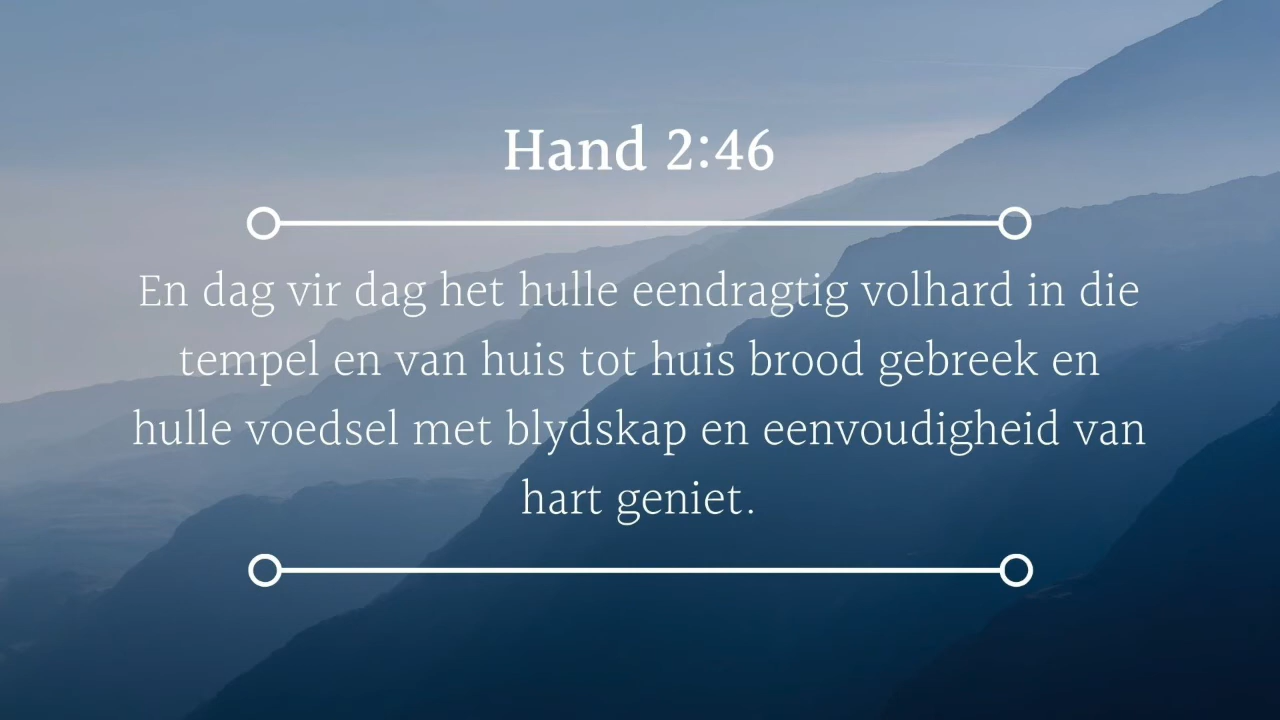 Hand 2:46
En dag vir dag het hulle eendragtig volhard in die
tempel en van huis tot huis brood gebreek en
hulle voedsel met blydskap en eenvoudigheid van
hart geniet.